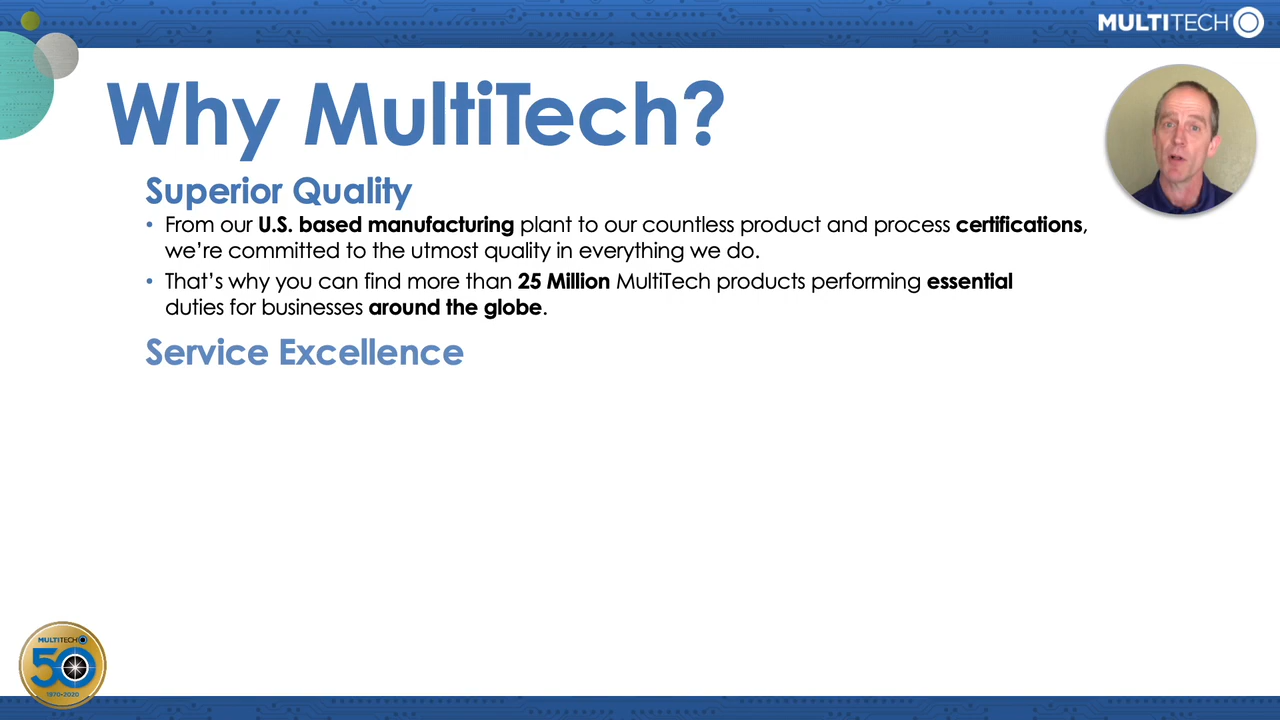 MULTITECH
Why MultiTech?
Superior Quality
• From our U.S. based manufacturing plant to our countless product and process certifications,
we’re committed to the utmost quality in everything we do.
• That’s why you can find more than 25 Million MultiTech products performing essential
duties for businesses around the globe.
Service Excellence
MULTITECH
50
1970•2020